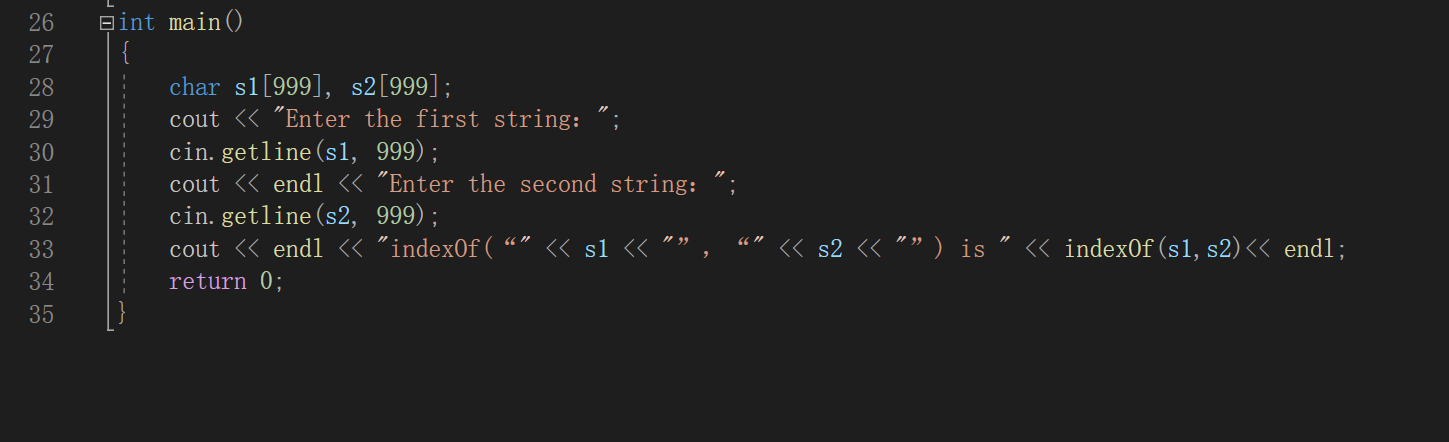 26 int main()
27 {
28 char s1[999], s2[999];
29 cout << "Enter the first string：";
30 cin.getline(s1, 999);
31 cout << endl << "Enter the second string：";
32 cin.getline(s2, 999);
33 cout << endl << "indexOf(“" << s1 << "”，“" << s2 << "”) is " << indexOf(s1,s2)<< endl;
34 return 0;
35 }